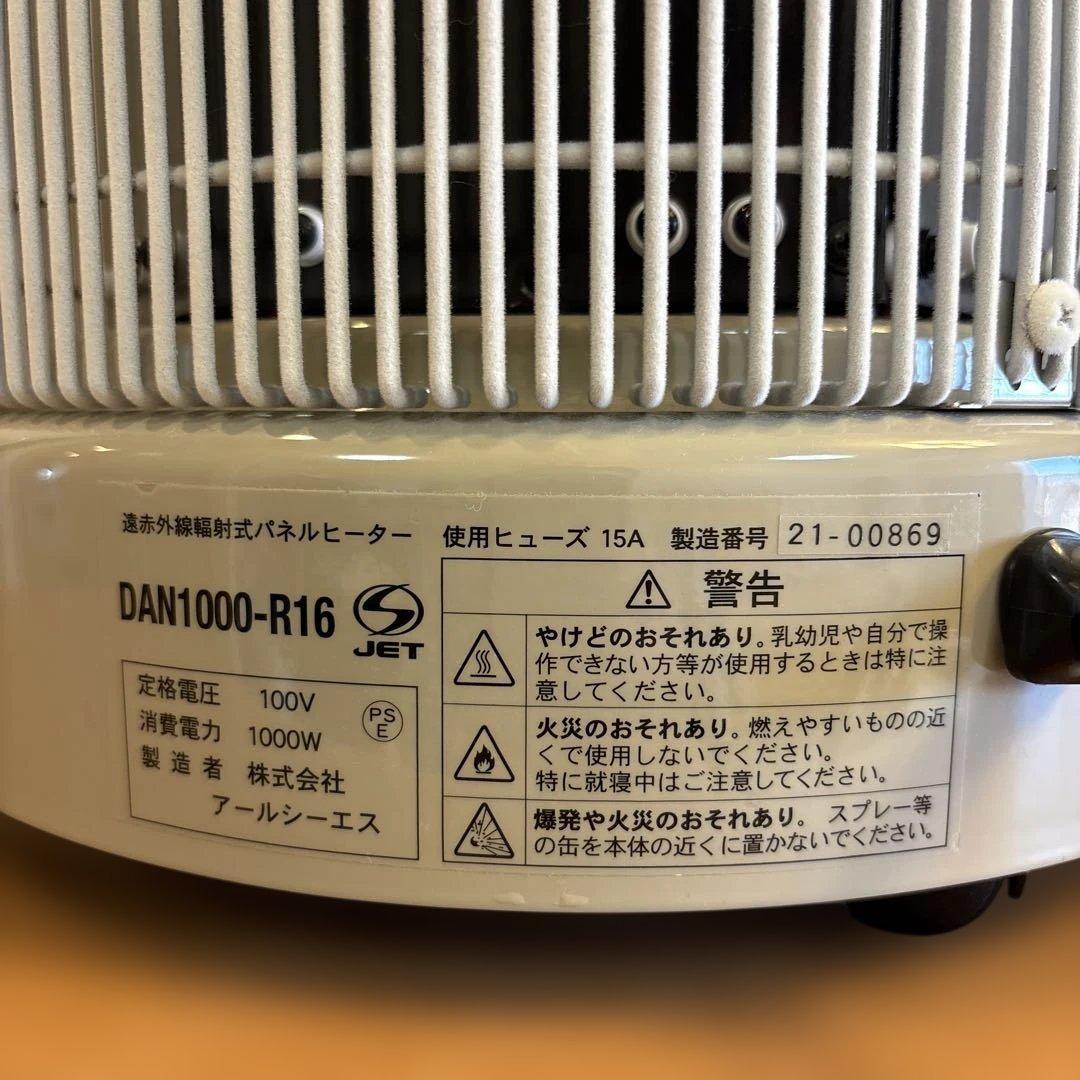 遠赤外線輻射式パネルヒーター
使用ヒューズ 15A 製造番号 21-00869
DAN1000-R16
JET
定格電圧 100V
消費電力 1000W
製造者 株式会社
アールシーエス
PS
E
警告
やけどのおそれあり。乳幼児や自分で操
作できない方等が使用するときは特に注
意してください。
火災のおそれあり。燃えやすいものの近
くで使用しないでください。
特に就寝中はご注意してください。
爆発や火災のおそれあり。 スプレー等
の缶を本体の近くに置かないでください。